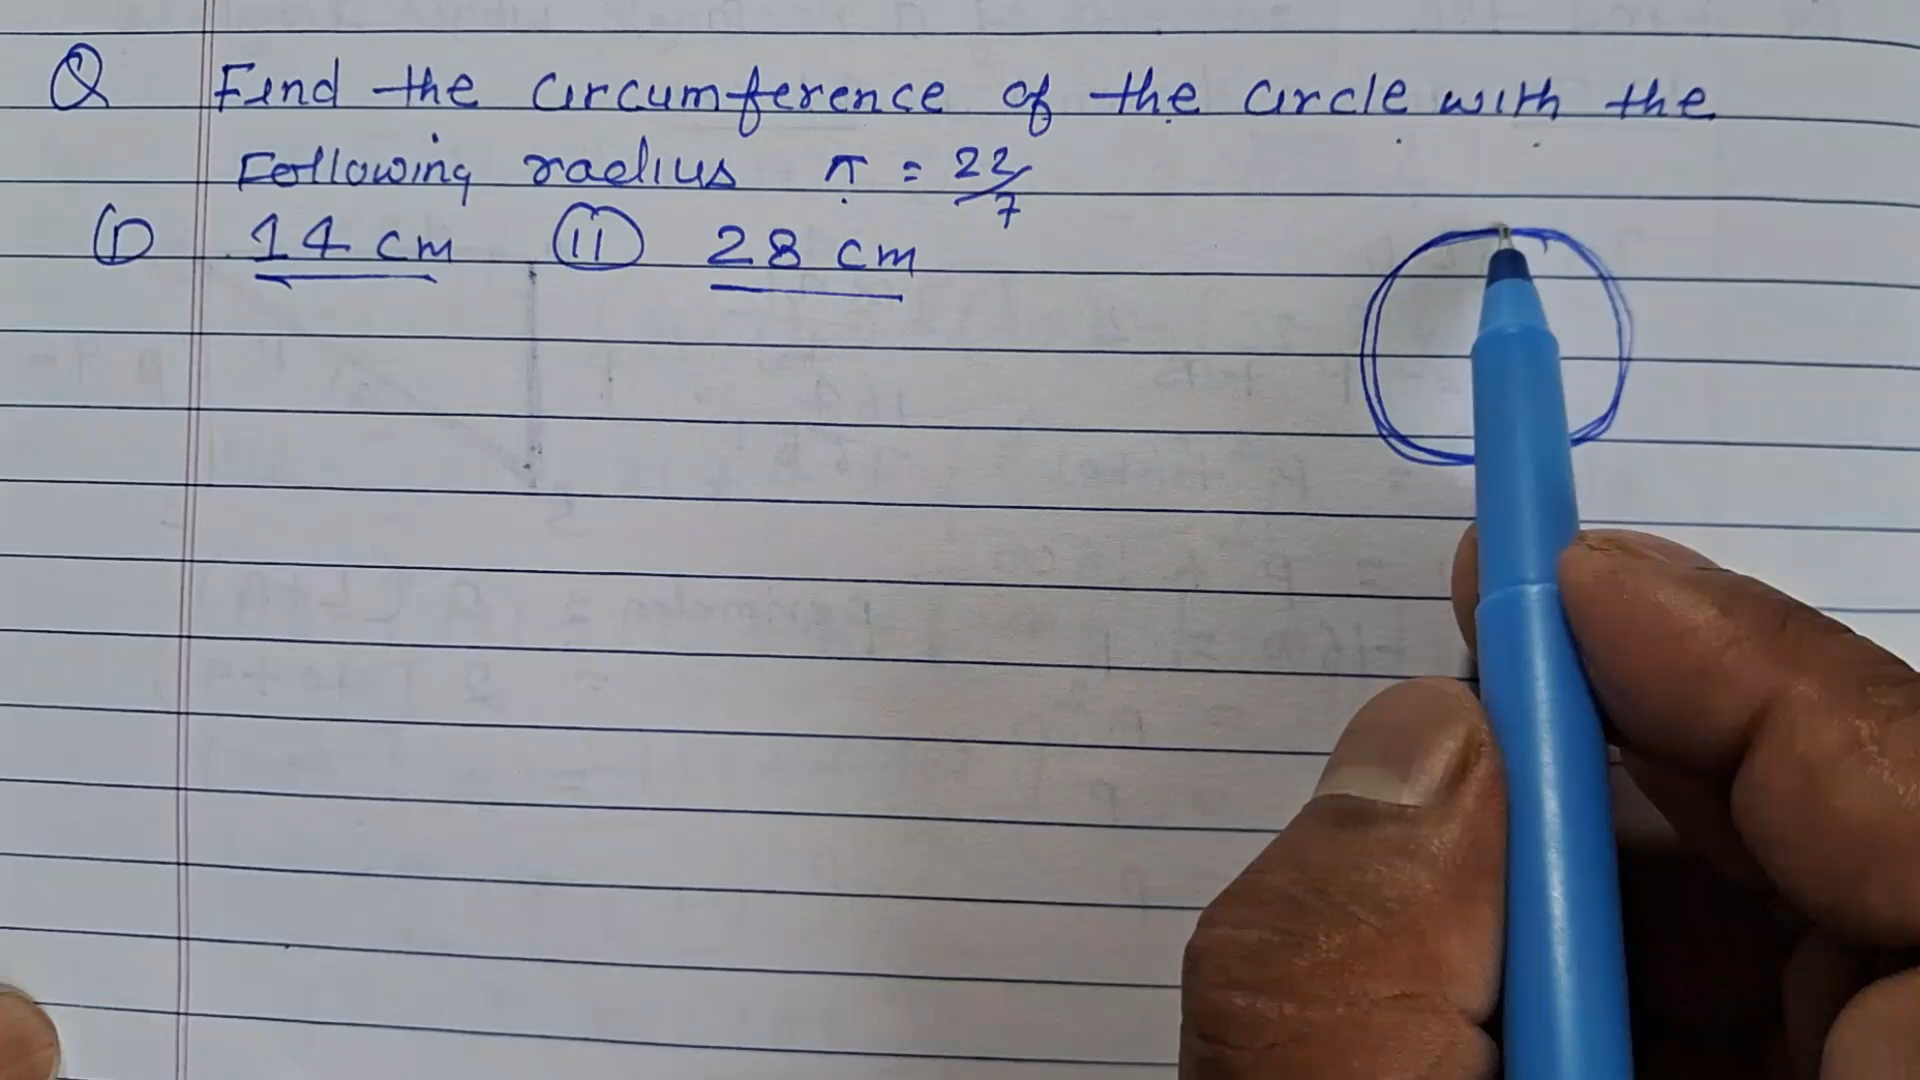 Q Find the circumference of the circle with the
Following radius π = 22/7
(i) 14 cm (ii) 28 cm